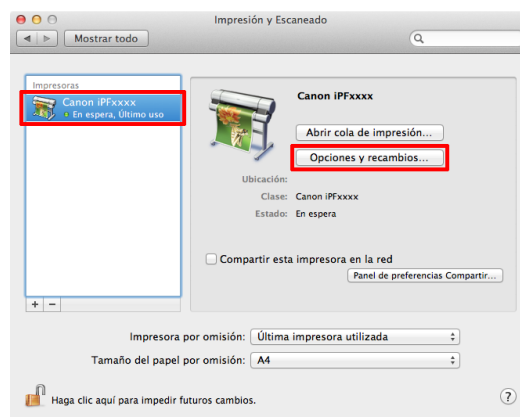 Impresión y Escaneado
Mostrar todo
Impresoras
Canon iPFxxxx
En espera, Último uso
Canon iPFxxxx
Abrir cola de impresión...
Opciones y recambios...
Ubicación:
Clase: Canon iPFxxxx
Estado: En espera
Compartir esta impresora en la red
Panel de preferencias Compartir...
+ −
Impresora por omisión: Última impresora utilizada
Tamaño del papel por omisión: A4
Haga clic aquí para impedir futuros cambios.
?